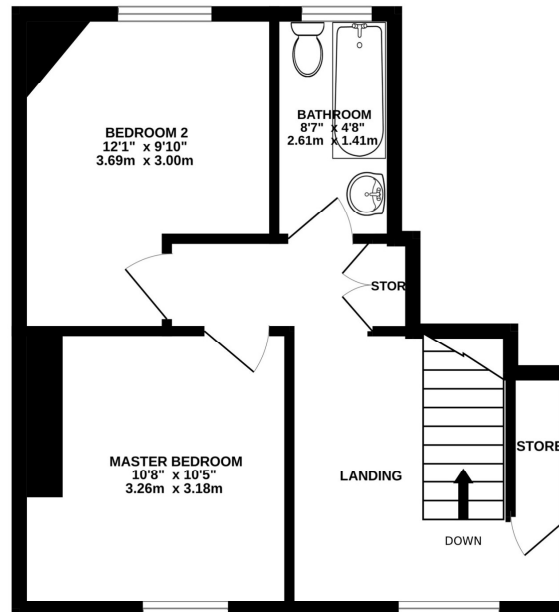 BEDROOM 2
12'1" x 9'10"
3.69m x 3.00m
BATHROOM
8'7" x 4'8"
2.61m x 1.41m
STOR
MASTER BEDROOM
10'8" x 10'5"
3.26m x 3.18m
LANDING
STORE
DOWN